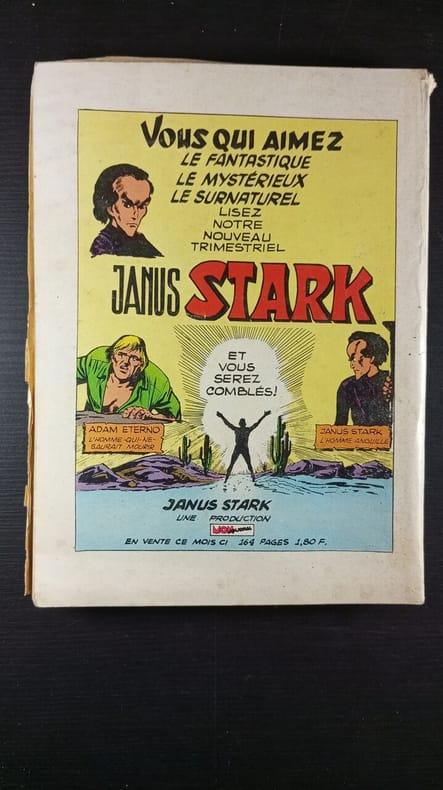 VOUS QUI AIMEZ
LE FANTASTIQUE
LE MYSTÉRIEUX
LE SURNATUREL
LISEZ
NOTRE
NOUVEAU
TRIMESTRIEL
JANUS STARK
ET
VOUS
SEREZ
COMBLÉS!
ADAM ETERNO
L'HOMME-QUI-NE-
SAURAIT MOURIR
JANUS STARK
L'HOMME ANGUILLE
JANUS STARK
UNE PRODUCTION
MON JOURNAL
EN VENTE CE MOIS CI 164 PAGES 1,80 F.